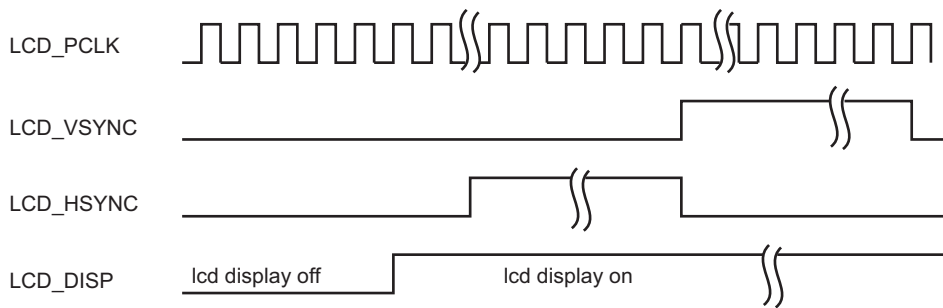 LCD_PCLK
LCD_VSYNC
LCD_HSYNC
LCD_DISP lcd display off lcd display on